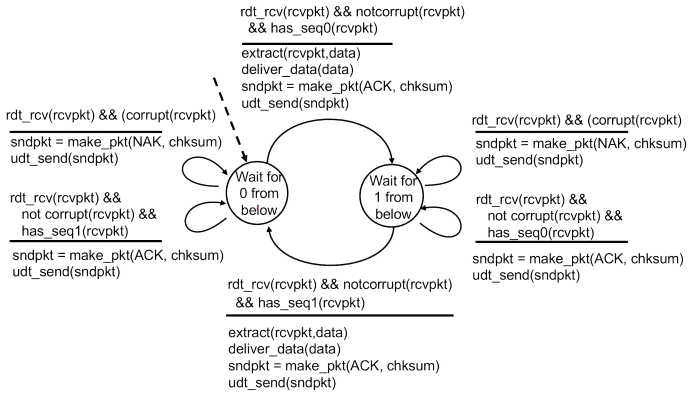 rdt_rcv(rcvpkt) && notcorrupt(rcvpkt)
&& has_seq0(rcvpkt)
extract(rcvpkt,data)
deliver_data(data)
sndpkt = make_pkt(ACK, chksum)
udt_send(sndpkt)
rdt_rcv(rcvpkt) && (corrupt(rcvpkt)
sndpkt = make_pkt(NAK, chksum)
udt_send(sndpkt)
rdt_rcv(rcvpkt) &&
not corrupt(rcvpkt) &&
has_seq1(rcvpkt)
sndpkt = make_pkt(ACK, chksum)
udt_send(sndpkt)
Wait for
0 from
below
Wait for
1 from
below
rdt_rcv(rcvpkt) && (corrupt(rcvpkt)
sndpkt = make_pkt(NAK, chksum)
udt_send(sndpkt)
rdt_rcv(rcvpkt) &&
not corrupt(rcvpkt) &&
has_seq0(rcvpkt)
sndpkt = make_pkt(ACK, chksum)
udt_send(sndpkt)
rdt_rcv(rcvpkt) && notcorrupt(rcvpkt)
&& has_seq1(rcvpkt)
extract(rcvpkt,data)
deliver_data(data)
sndpkt = make_pkt(ACK, chksum)
udt_send(sndpkt)